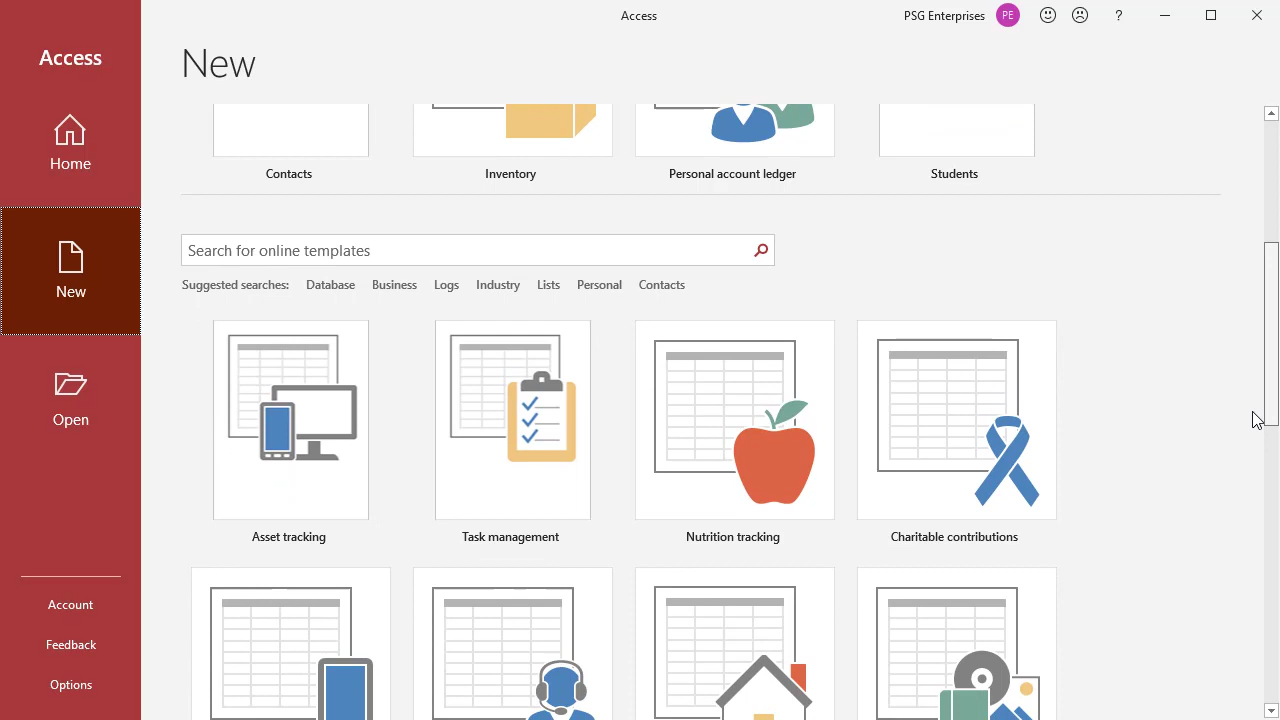 Access
PSG Enterprises PE ?
Access
New
Home
New
Open
Account
Feedback
Options
Contacts Inventory Personal account ledger Students
Search for online templates
Suggested searches: Database Business Logs Industry Lists Personal Contacts
Asset tracking Task management Nutrition tracking Charitable contributions